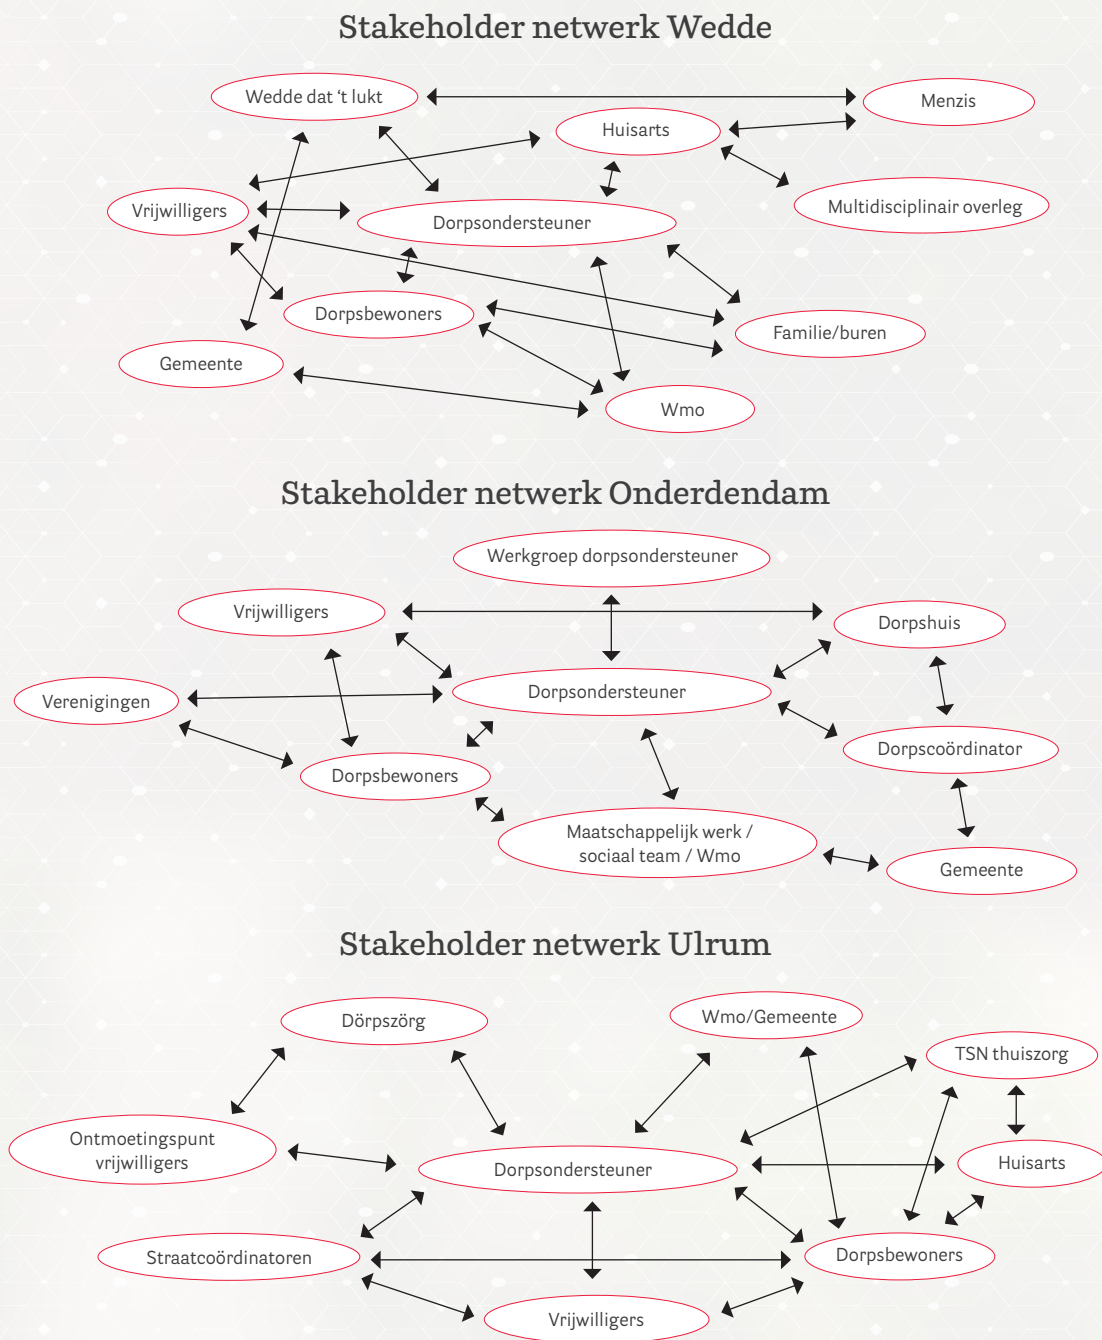 Stakeholder netwerk Wedde
Wedde dat ‘t lukt
Menzis
Huisarts
Vrijwilligers
Multidisciplinair overleg
Dorpsondersteuner
Dorpsbewoners
Familie/buren
Gemeente
Wmo
Stakeholder netwerk Onderdendam
Werkgroep dorpsondersteuner
Vrijwilligers
Dorpshuis
Verenigingen
Dorpsondersteuner
Dorpscoördinator
Dorpsbewoners
Maatschappelijk werk /
sociaal team / Wmo
Gemeente
Stakeholder netwerk Ulrum
Dörpszörg
Wmo/Gemeente
TSN thuiszorg
Ontmoetingspunt
vrijwilligers
Dorpsondersteuner
Huisarts
Straatcoördinatoren
Dorpsbewoners
Vrijwilligers